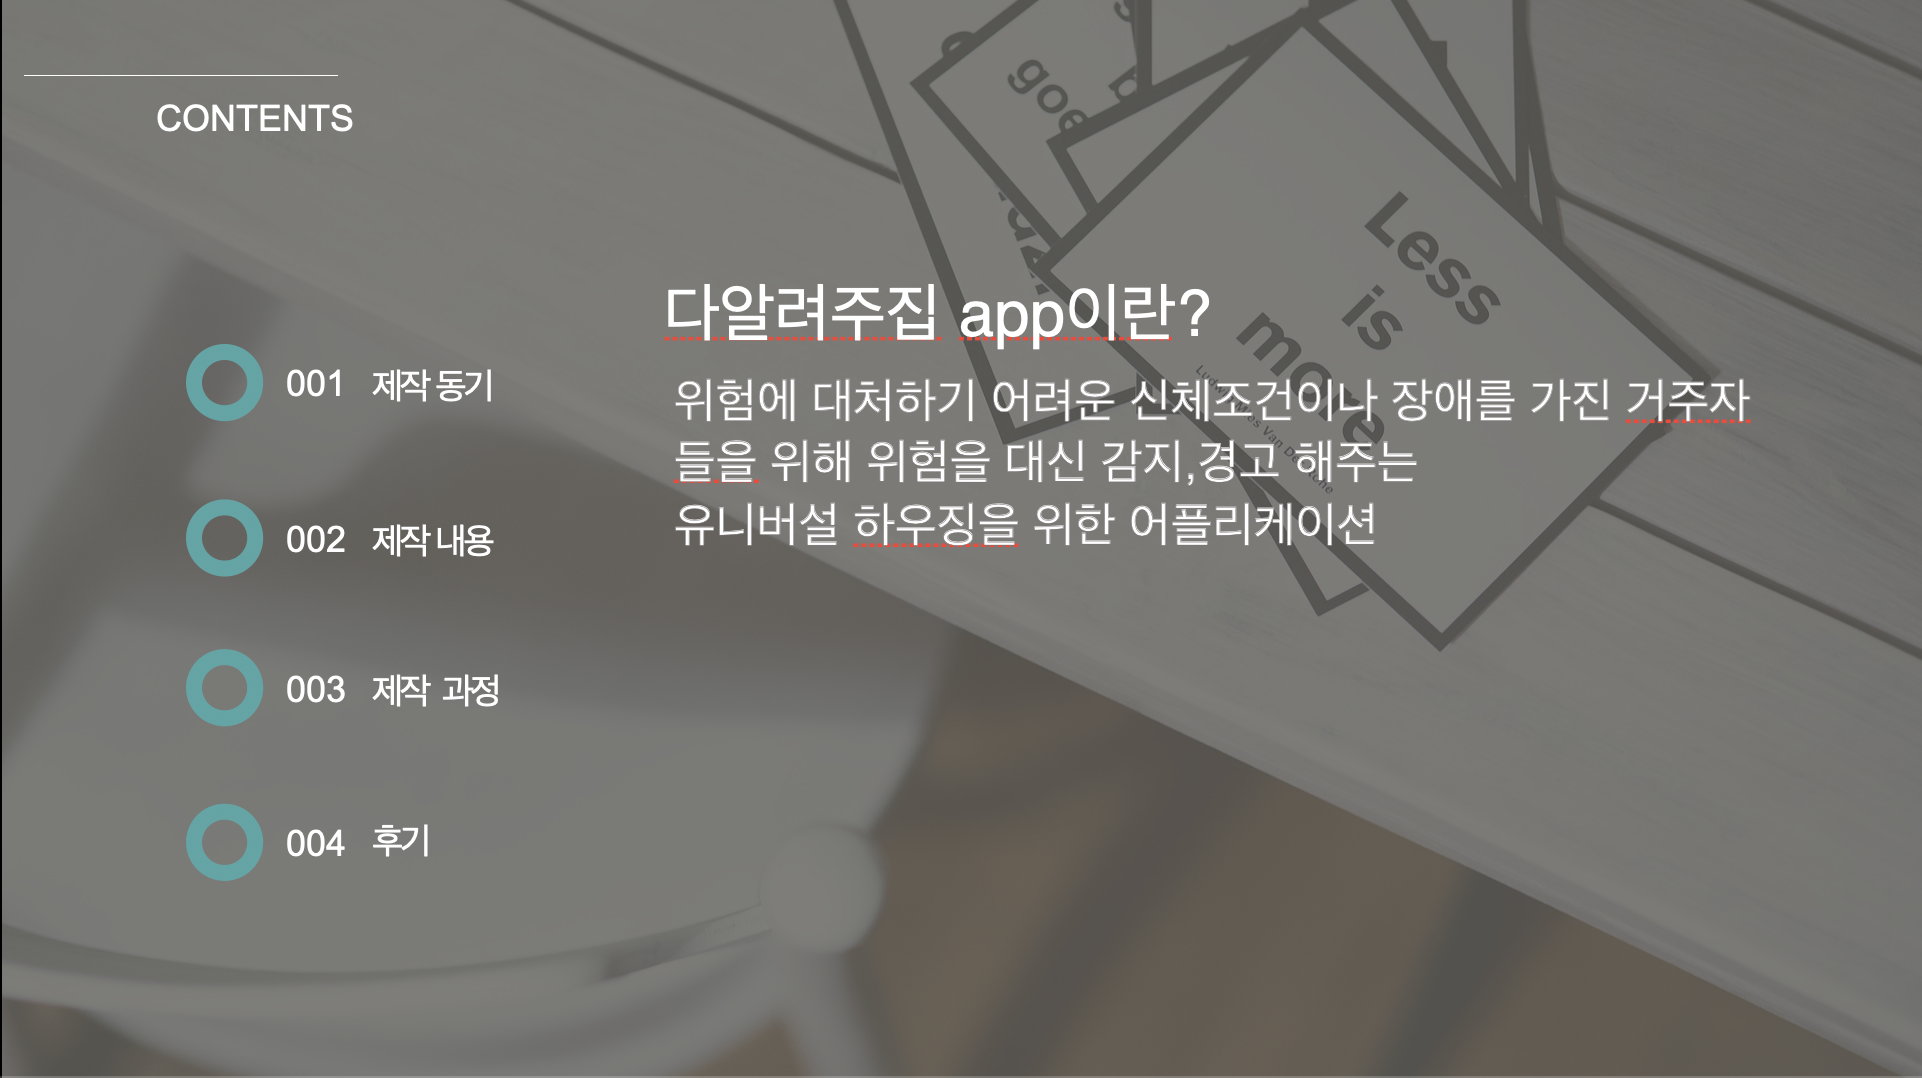 CONTENTS
다알려주집 app이란?
위험에 대처하기 어려운 신체조건이나 장애를 가진 거주자
들을 위해 위험을 대신 감지,경고 해주는
유니버설 하우징을 위한 어플리케이션
001 제작 동기
002 제작 내용
003 제작 과정
004 후기
goe
Less
is
more